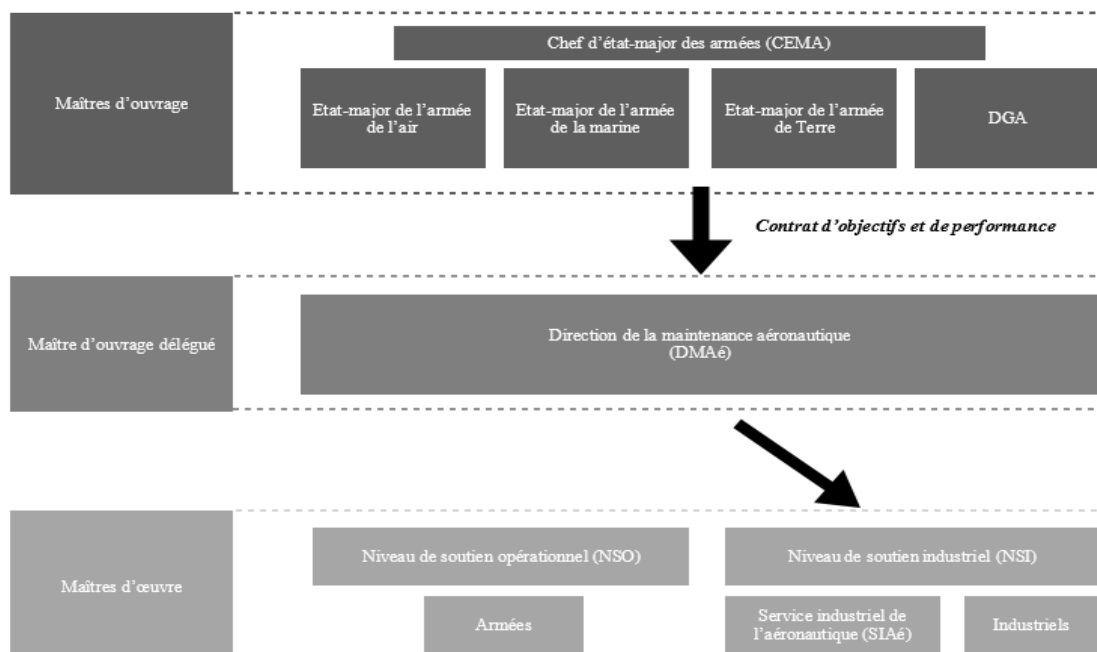 Maîtres d’ouvrage
Chef d’état-major des armées (CEMA)
Etat-major de l’armée
de l’air
Etat-major de l’armée
de la marine
Etat-major de l’armée
de Terre
DGA
Contrat d’objectifs et de performance
Maître d’ouvrage délégué
Direction de la maintenance aéronautique
(DMAé)
Maîtres d’œuvre
Niveau de soutien opérationnel (NSO)
Niveau de soutien industriel (NSI)
Armées
Service industriel de
l’aéronautique (SIAé)
Industriels